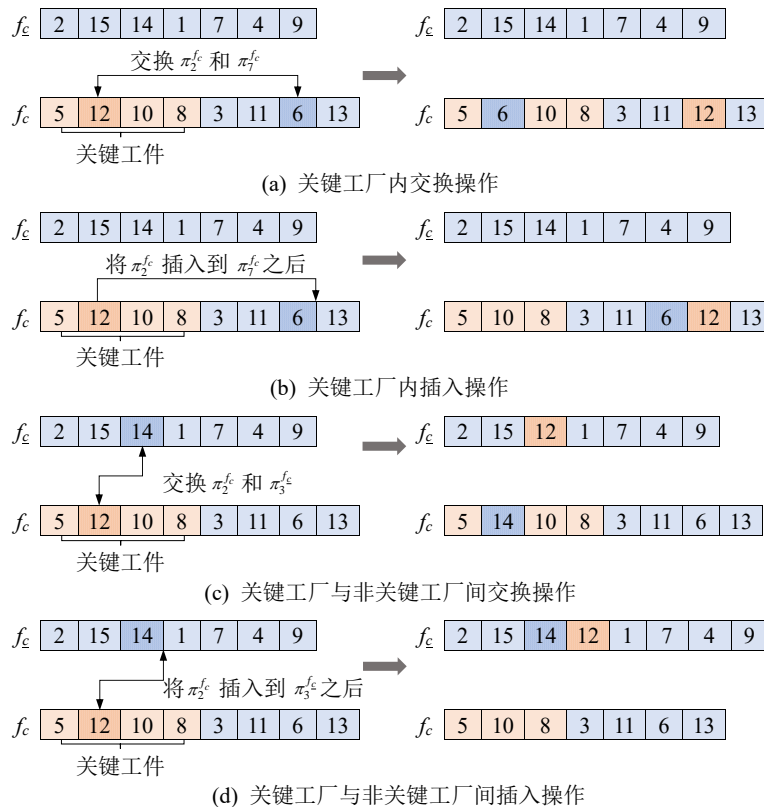 f_c̲ 2 15 14 1 7 4 9 f_c̲ 2 15 14 1 7 4 9
交换 π_2^{f_c} 和 π_7^{f_c}
f_c 5 12 10 8 3 11 6 13 f_c 5 6 10 8 3 11 12 13
关键工件
(a) 关键工厂内交换操作
f_c̲ 2 15 14 1 7 4 9 f_c̲ 2 15 14 1 7 4 9
将 π_2^{f_c} 插入到 π_7^{f_c} 之后
f_c 5 12 10 8 3 11 6 13 f_c 5 10 8 3 11 6 12 13
关键工件
(b) 关键工厂内插入操作
f_c̲ 2 15 14 1 7 4 9 f_c̲ 2 15 12 1 7 4 9
交换 π_2^{f_c} 和 π_3^{f_c̲}
f_c 5 12 10 8 3 11 6 13 f_c 5 14 10 8 3 11 6 13
关键工件
(c) 关键工厂与非关键工厂间交换操作
f_c̲ 2 15 14 1 7 4 9 f_c̲ 2 15 14 12 1 7 4 9
将 π_2^{f_c} 插入到 π_3^{f_c̲} 之后
f_c 5 12 10 8 3 11 6 13 f_c 5 10 8 3 11 6 13
关键工件
(d) 关键工厂与非关键工厂间插入操作